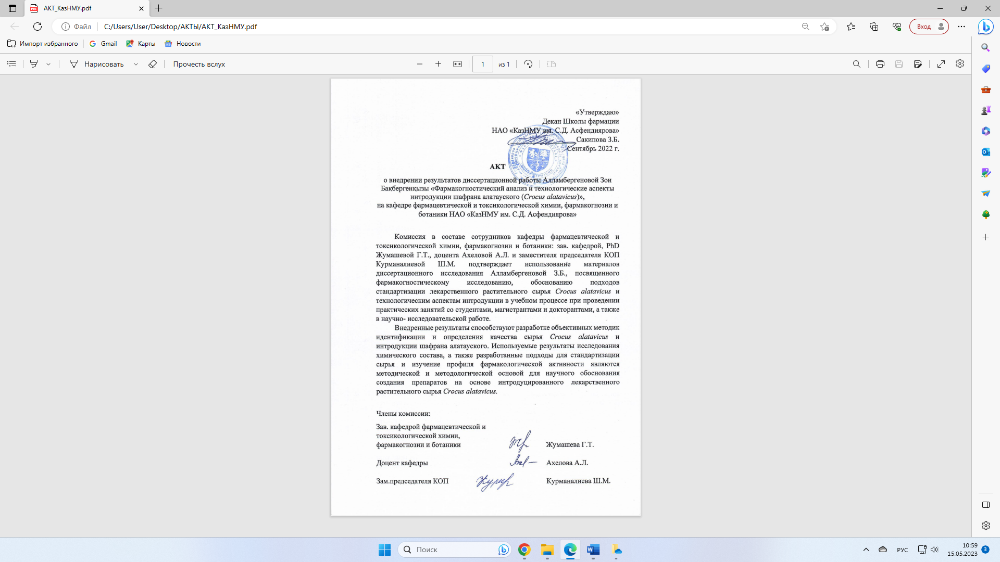 АКТ_КазНМУ.pdf
Файл
C:/Users/User/Desktop/АКТЫ/АКТ_КазНМУ.pdf
Вход
Импорт избранного
Gmail
Карты
Новости
Нарисовать
Прочесть вслух
1
из 1
«Утверждаю»
Декан Школы фармации
НАО «КазНМУ им. С.Д. Асфендиярова»
Сакипова З.Б.
Сентябрь 2022 г.
АКТ
о внедрении результатов диссертационной работы Алламбергеновой Зои
Бақбергенқызы «Фармакогностический анализ и технологические аспекты
интродукции шафрана алатауского (Crocus alatavicus)»,
на кафедре фармацевтической и токсикологической химии, фармакогнозии и
ботаники НАО «КазНМУ им. С.Д. Асфендиярова»
Комиссия в составе сотрудников кафедры фармацевтической и
токсикологической химии, фармакогнозии и ботаники: зав. кафедрой, PhD
Жумашевой Г.Т., доцента Ахеловой А.Л. и заместителя председателя КОП
Курманалиевой Ш.М. подтверждает использование материалов
диссертационного исследования Алламбергеновой З.Б., посвященного
фармакогностическому исследованию, обоснованию подходов
стандартизации лекарственного растительного сырья Crocus alatavicus и
технологическим аспектам интродукции в учебном процессе при проведении
практических занятий со студентами, магистрантами и докторантами, а также
в научно- исследовательской работе.
Внедренные результаты способствуют разработке объективных методик
идентификации и определения качества сырья Crocus alatavicus и
интродукции шафрана алатауского. Используемые результаты исследования
химического состава, а также разработанные подходы для стандартизации
сырья и изучение профиля фармакологической активности являются
методической и методологической основой для научного обоснования
создания препаратов на основе интродуцированного лекарственного
растительного сырья Crocus alatavicus.
Члены комиссии:
Зав. кафедрой фармацевтической и
токсикологической химии,
фармакогнозии и ботаники
Жумашева Г.Т.
Доцент кафедры
Ахелова А.Л.
Зам.председателя КОП
Курманалиева Ш.М.
Поиск
РУС
10:59
15.05.2023
3